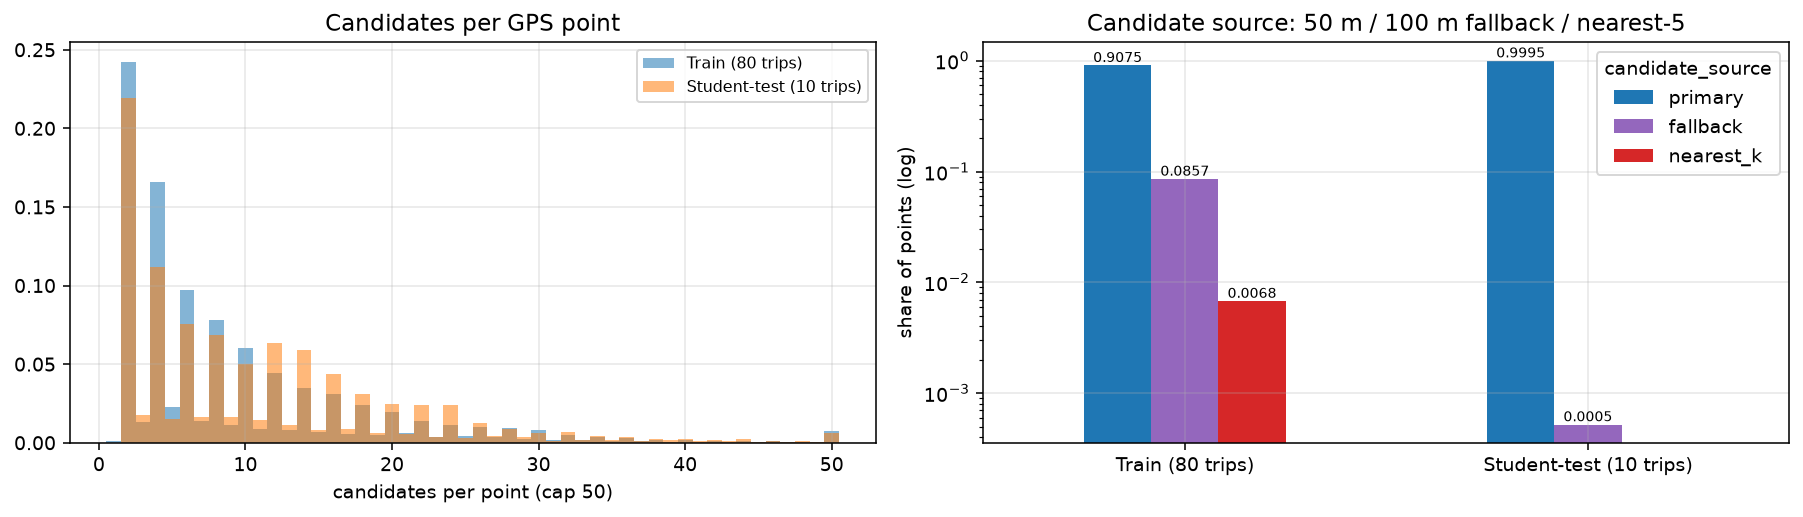 Candidates per GPS point
0.25
0.20
0.15
0.10
0.05
0.00
0 10 20 30 40 50
candidates per point (cap 50)
Train (80 trips)
Student-test (10 trips)
Candidate source: 50 m / 100 m fallback / nearest-5
share of points (log)
10⁰
10⁻¹
10⁻²
10⁻³
0.9075
0.0857
0.0068
0.9995
0.0005
candidate_source
primary
fallback
nearest_k
Train (80 trips) Student-test (10 trips)